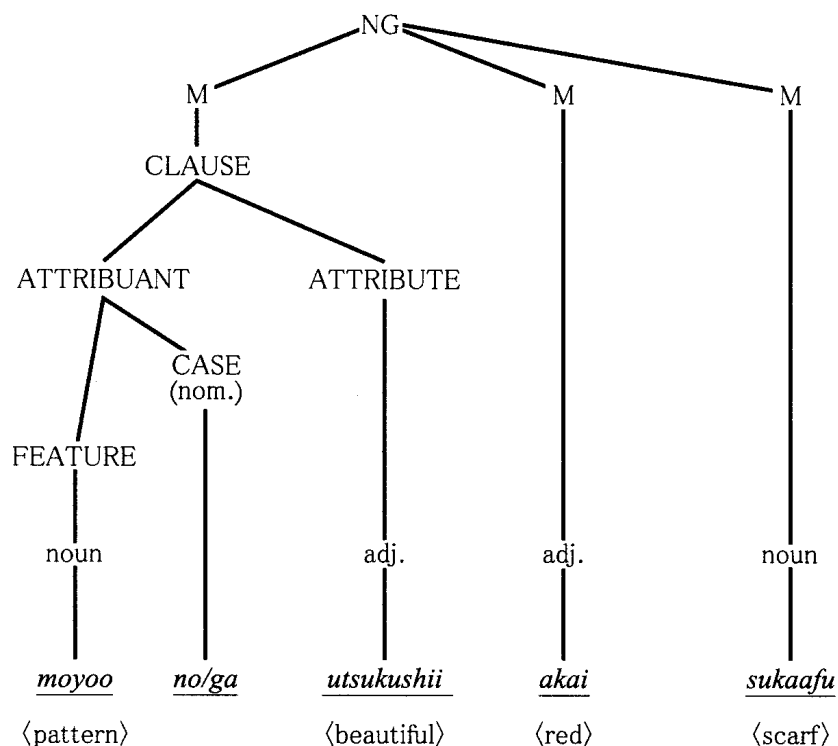 NG
M M M
CLAUSE
ATTRIBUANT ATTRIBUTE
CASE
(nom.)
FEATURE
noun adj. adj. noun
moyoo no/ga utsukushii akai sukaafu
〈pattern〉 〈beautiful〉 〈red〉 〈scarf〉